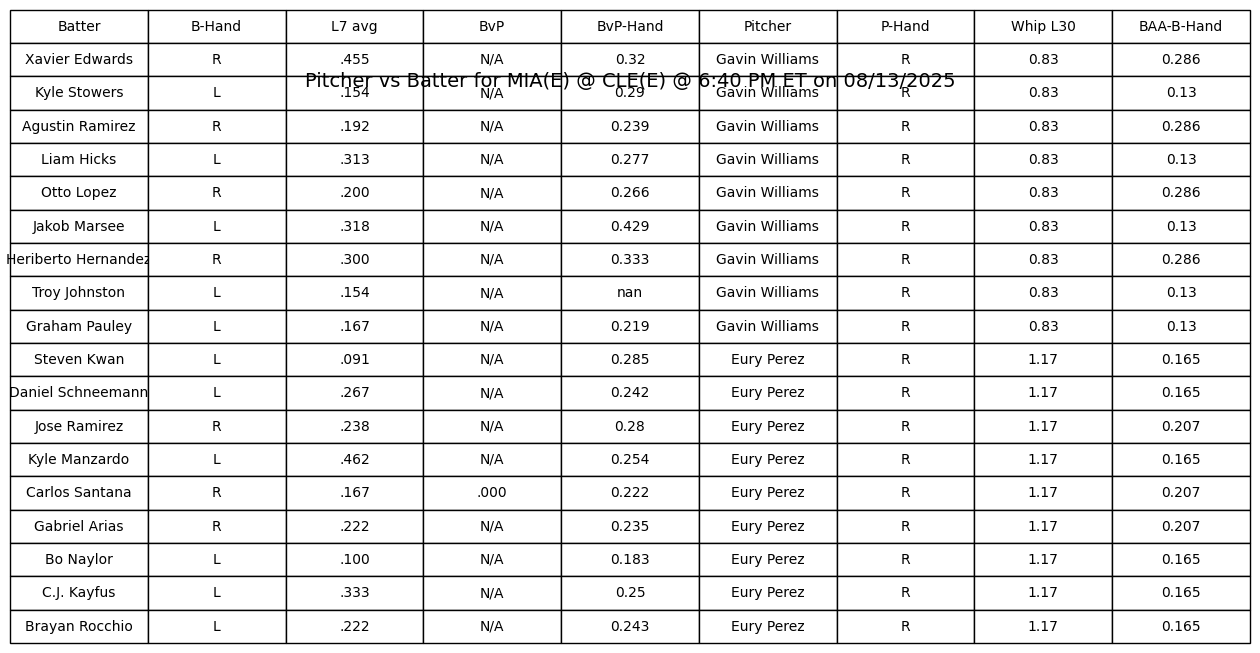 Batter B-Hand L7 avg BvP BvP-Hand Pitcher P-Hand Whip L30 BAA-B-Hand
Xavier Edwards R .455 N/A 0.32 Gavin Williams R 0.83 0.286
Pitcher vs Batter for MIA(E) @ CLE(E) @ 6:40 PM ET on 08/13/2025
Kyle Stowers L .154 N/A 0.29 Gavin Williams R 0.83 0.13
Agustin Ramirez R .192 N/A 0.239 Gavin Williams R 0.83 0.286
Liam Hicks L .313 N/A 0.277 Gavin Williams R 0.83 0.13
Otto Lopez R .200 N/A 0.266 Gavin Williams R 0.83 0.286
Jakob Marsee L .318 N/A 0.429 Gavin Williams R 0.83 0.13
Heriberto Hernandez R .300 N/A 0.333 Gavin Williams R 0.83 0.286
Troy Johnston L .154 N/A nan Gavin Williams R 0.83 0.13
Graham Pauley L .167 N/A 0.219 Gavin Williams R 0.83 0.13
Steven Kwan L .091 N/A 0.285 Eury Perez R 1.17 0.165
Daniel Schneemann L .267 N/A 0.242 Eury Perez R 1.17 0.165
Jose Ramirez R .238 N/A 0.28 Eury Perez R 1.17 0.207
Kyle Manzardo L .462 N/A 0.254 Eury Perez R 1.17 0.165
Carlos Santana R .167 .000 0.222 Eury Perez R 1.17 0.207
Gabriel Arias R .222 N/A 0.235 Eury Perez R 1.17 0.207
Bo Naylor L .100 N/A 0.183 Eury Perez R 1.17 0.165
C.J. Kayfus L .333 N/A 0.25 Eury Perez R 1.17 0.165
Brayan Rocchio L .222 N/A 0.243 Eury Perez R 1.17 0.165